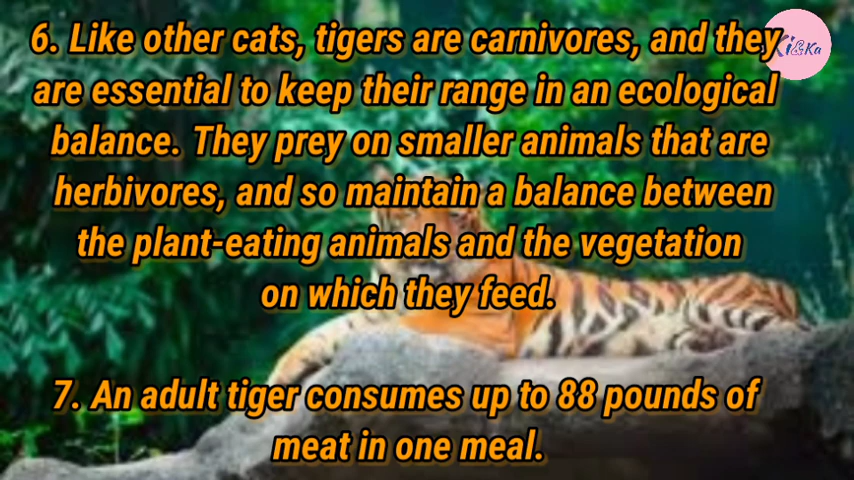 6. Like other cats, tigers are carnivores, and they
are essential to keep their range in an ecological
balance. They prey on smaller animals that are
herbivores, and so maintain a balance between
the plant-eating animals and the vegetation
on which they feed.
7. An adult tiger consumes up to 88 pounds of
meat in one meal.
Ki&Ka